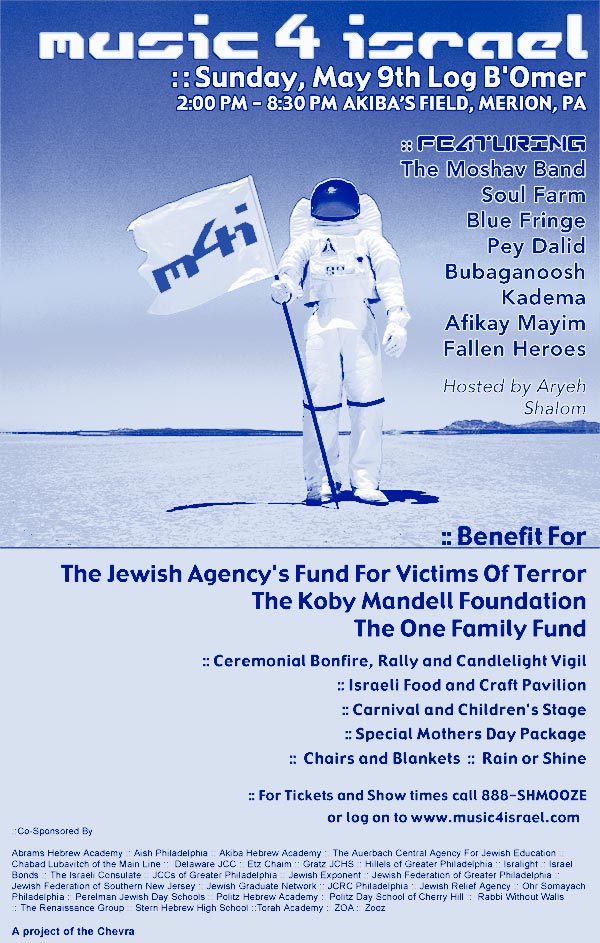 music 4 israel
:: Sunday, May 9th Log B'Omer
2:00 PM - 8:30 PM AKIBA'S FIELD, MERION, PA
:: FEATURING
The Moshav Band
Soul Farm
Blue Fringe
Pey Dalid
Bubaganoosh
Kadema
Afikay Mayim
Fallen Heroes
Hosted by Aryeh
Shalom
m4i
:: Benefit For
The Jewish Agency's Fund For Victims Of Terror
The Koby Mandell Foundation
The One Family Fund
:: Ceremonial Bonfire, Rally and Candlelight Vigil
:: Israeli Food and Craft Pavilion
:: Carnival and Children's Stage
:: Special Mothers Day Package
:: Chairs and Blankets :: Rain or Shine
:: For Tickets and Show times call 888-SHMOOZE
or log on to www.music4israel.com
::Co-Sponsored By
Abrams Hebrew Academy :: Aish Philadelphia :: Akiba Hebrew Academy :: The Auerbach Central Agency For Jewish Education ::
Chabad Lubavitch of the Main Line :: Delaware JCC :: Etz Chaim :: Gratz JCHS :: Hillels of Greater Philadelphia :: Isralight :: Israel
Bonds :: The Israeli Consulate :: JCCs of Greater Philadelphia :: Jewish Exponent :: Jewish Federation of Greater Philadelphia ::
Jewish Federation of Southern New Jersey :: Jewish Graduate Network :: JCRC Philadelphia :: Jewish Relief Agency :: Ohr Somayach
Philadelphia :: Perelman Jewish Day Schools :: Politz Hebrew Academy :: Politz Day School of Cherry Hill :: Rabbi Without Walls
:: The Renaissance Group :: Stern Hebrew High School ::Torah Academy :: ZOA :: Zooz
A project of the Chevra